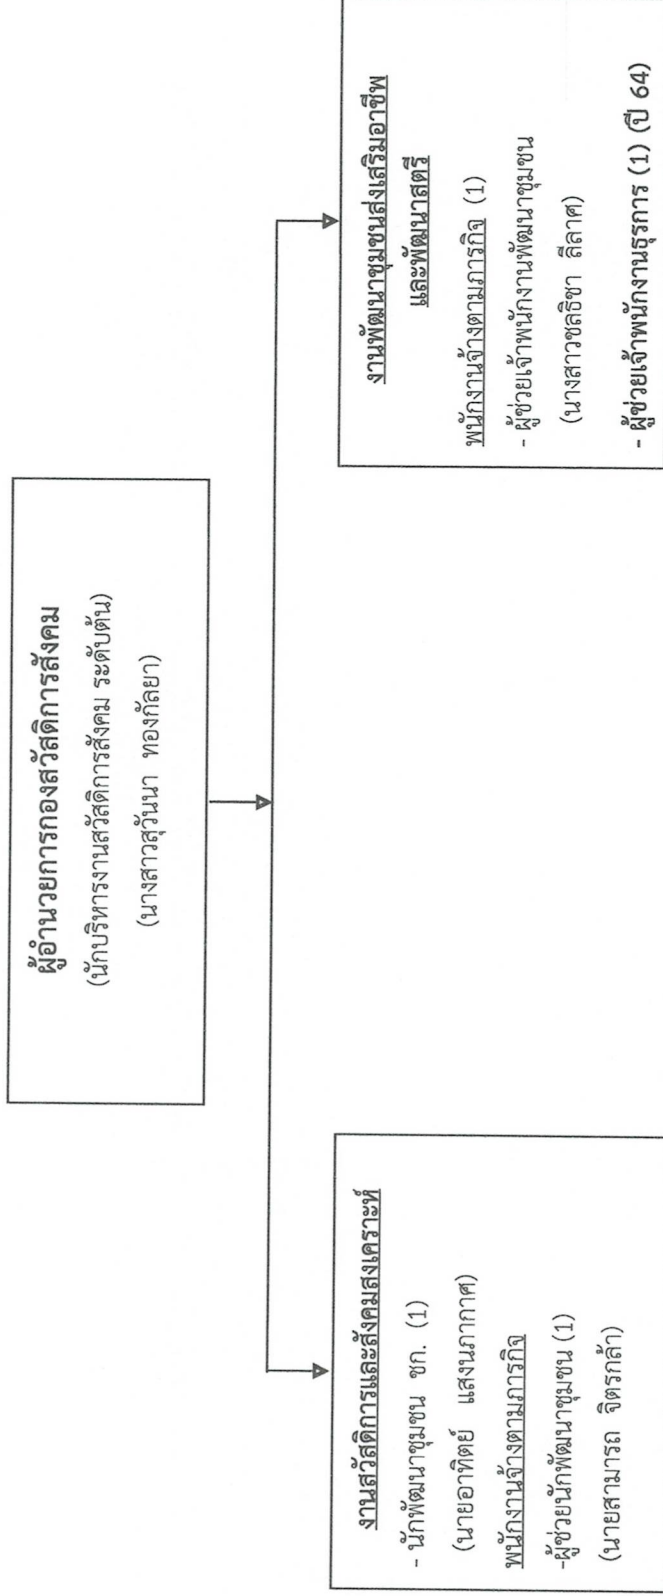 ผู้อำนวยการกองสวัสดิการสังคม
(นักบริหารงานสวัสดิการสังคม ระดับต้น)
(นางสาวสุวันนา ทองกัลยา)
งานสวัสดิการและสังคมสงเคราะห์
- นักพัฒนาชุมชน ชก. (1)
(นายอาทิตย์ แสงนภากาศ)
พนักงานจ้างตามภารกิจ
-ผู้ช่วยนักพัฒนาชุมชน (1)
(นายสามารถ จิตรกล้า)
งานพัฒนาชุมชนส่งเสริมอาชีพ
และพัฒนาสตรี
พนักงานจ้างตามภารกิจ (1)
- ผู้ช่วยเจ้าพนักงานพัฒนาชุมชน
(นางสาวชลธิชา ลีลาศ)
- ผู้ช่วยเจ้าพนักงานธุรการ (1) (ปี 64)